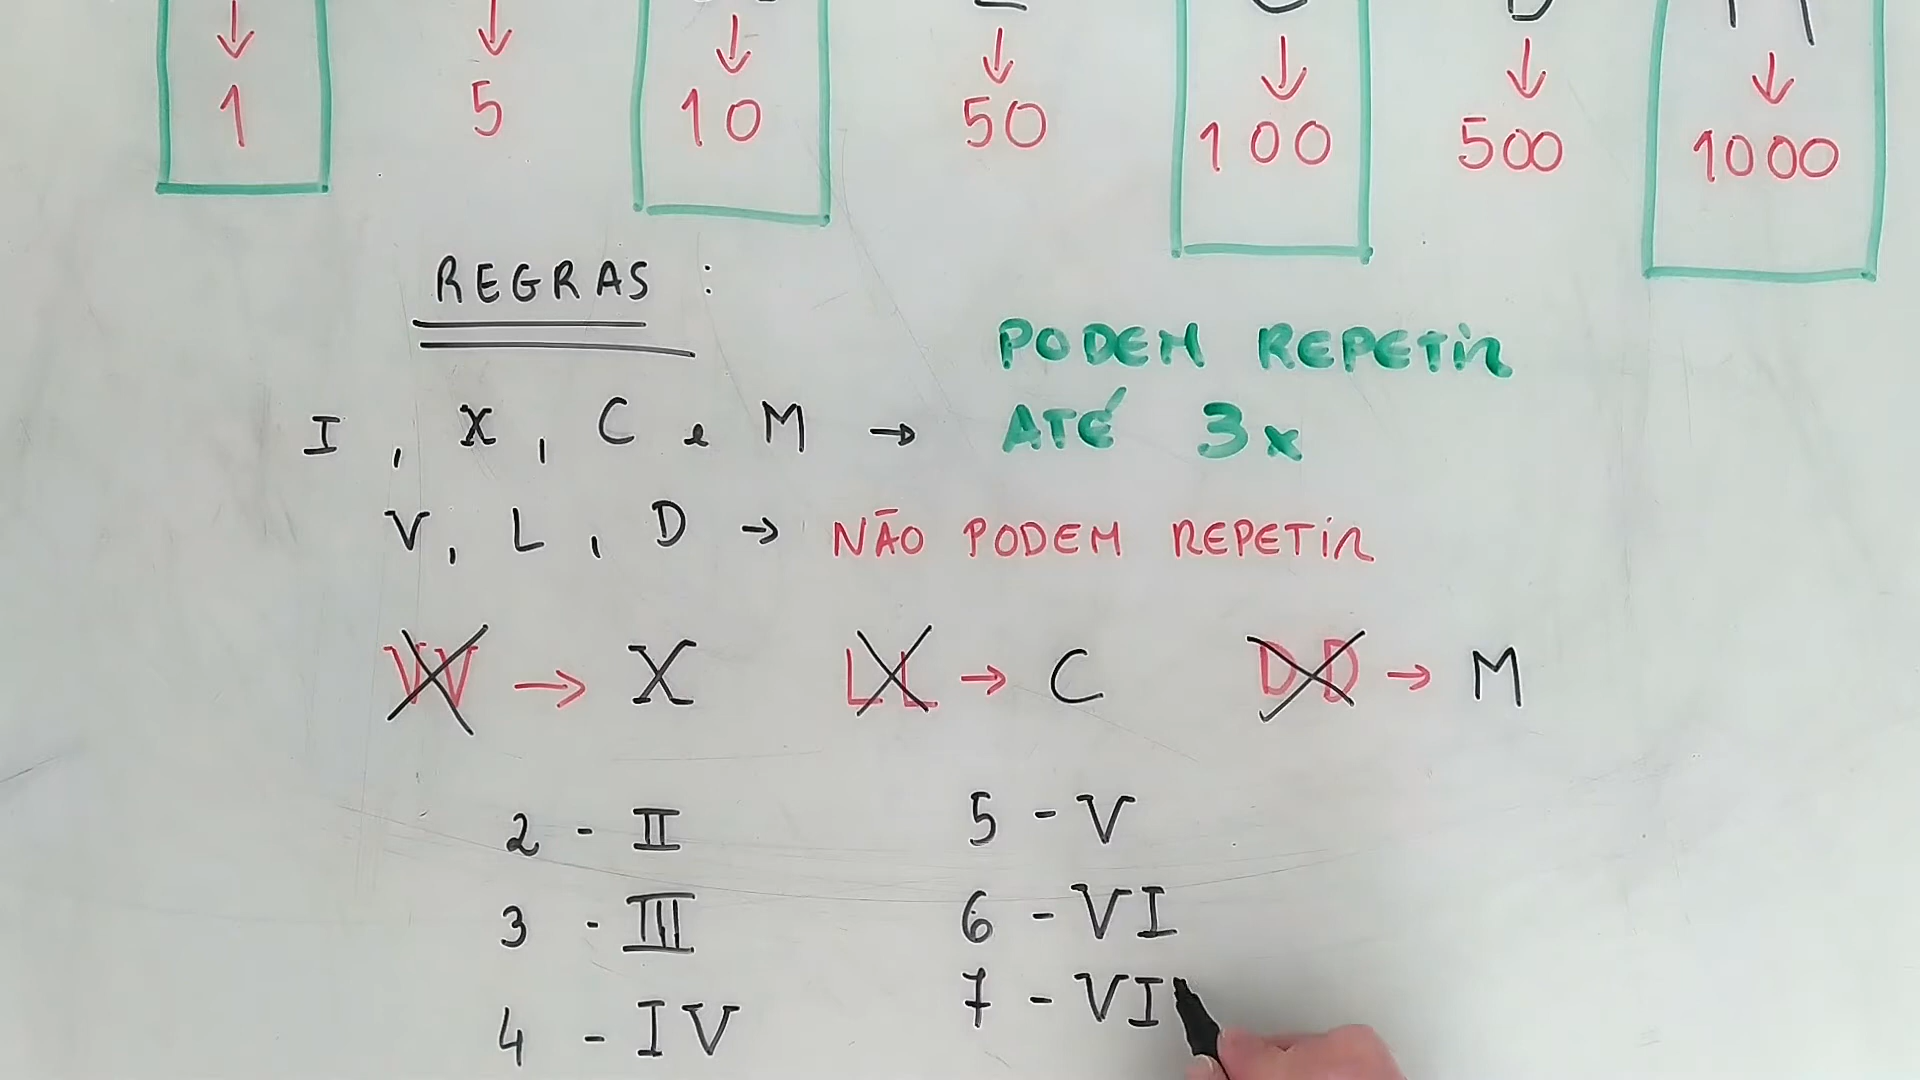 1 5 10 50 100 500 1000
REGRAS :
I , X , C e M → PODEM REPETIR ATÉ 3x
V , L , D → NÃO PODEM REPETIR
VV → X LL → C DD → M
2 - II 5 - V
3 - III 6 - VI
4 - IV 7 - VI